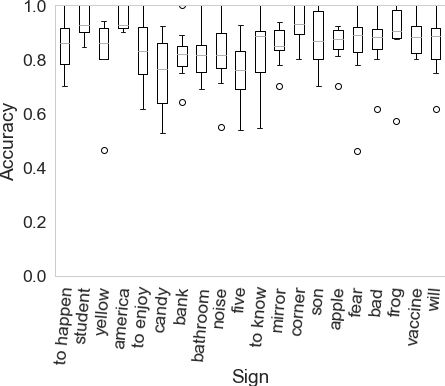 1.0
0.8
0.6
0.4
0.2
0.0
Accuracy
to happen
student
yellow
america
to enjoy
candy
bank
bathroom
noise
five
to know
mirror
corner
son
apple
fear
bad
frog
vaccine
will
Sign